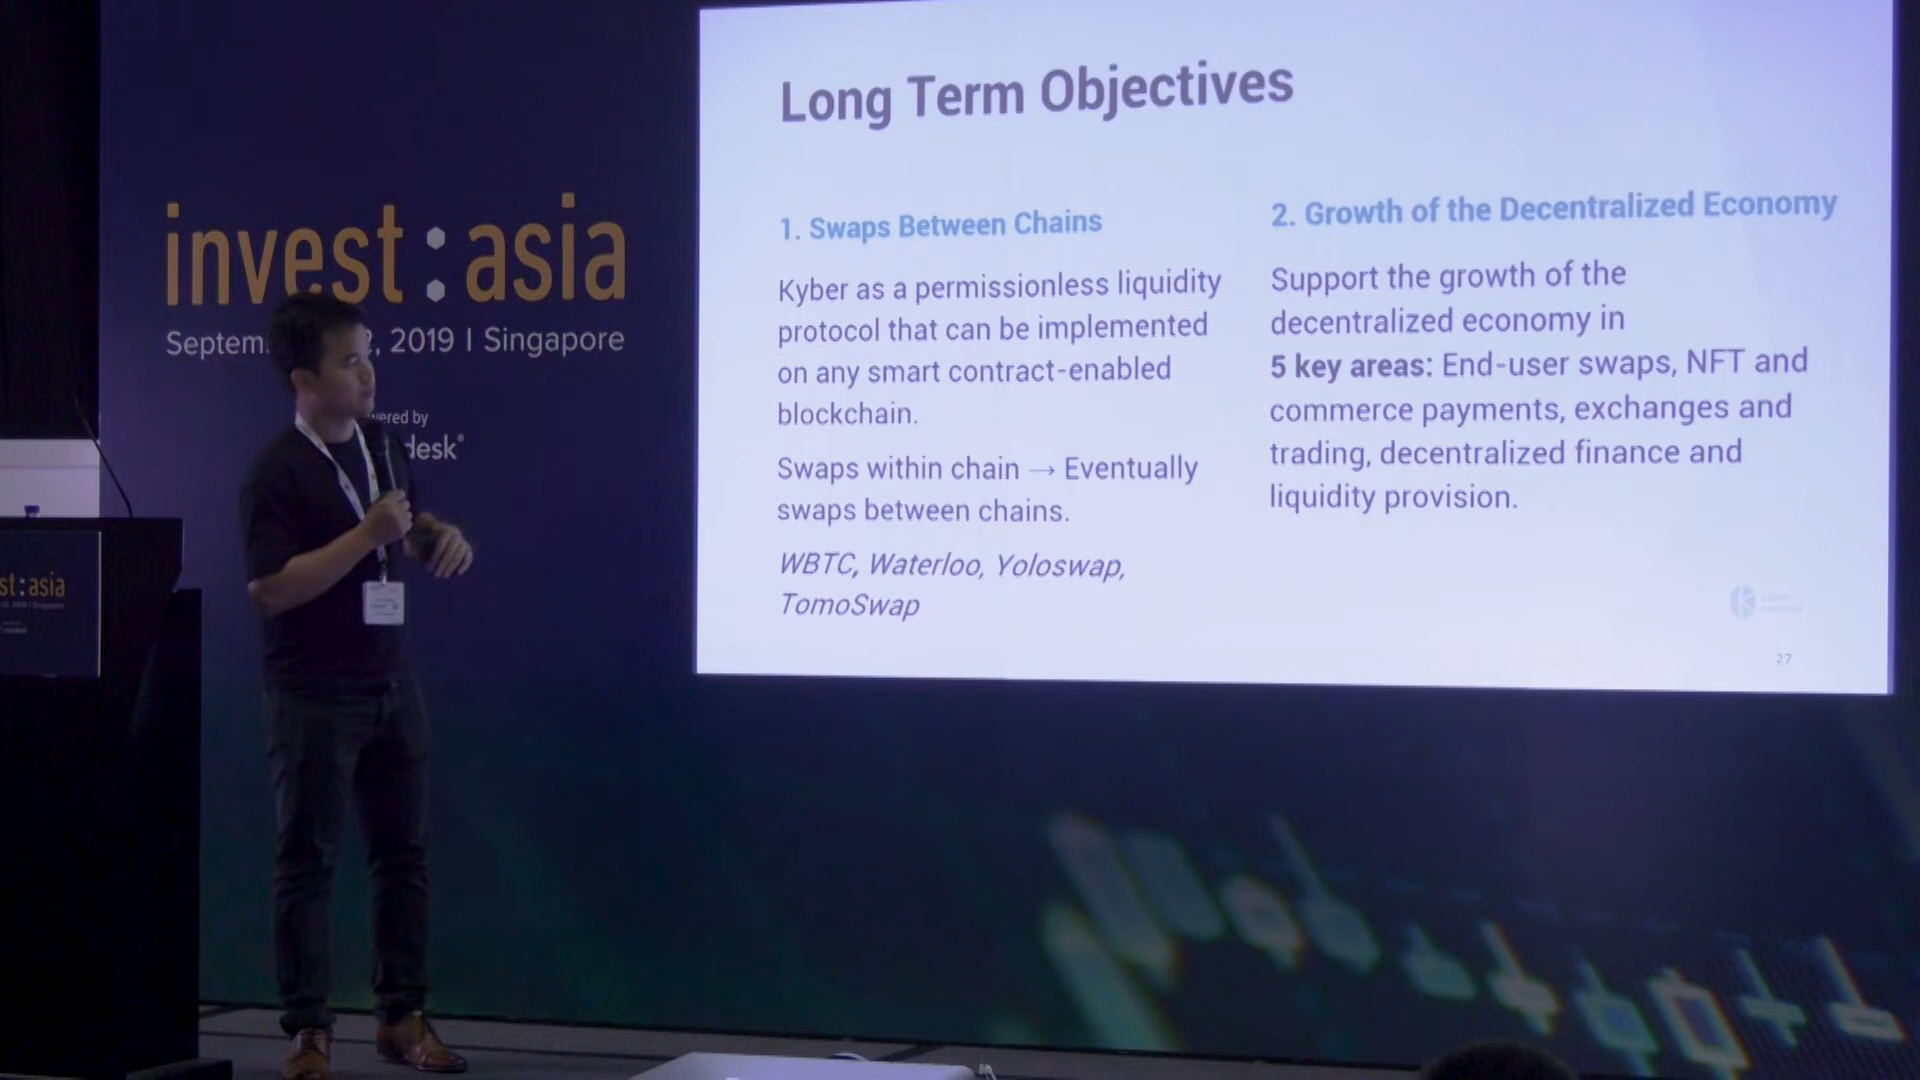 invest:asia
Septem 2, 2019 | Singapore
wered by
desk
st:asia
Long Term Objectives
1. Swaps Between Chains
Kyber as a permissionless liquidity
protocol that can be implemented
on any smart contract-enabled
blockchain.
Swaps within chain → Eventually
swaps between chains.
WBTC, Waterloo, Yoloswap,
TomoSwap
2. Growth of the Decentralized Economy
Support the growth of the
decentralized economy in
5 key areas: End-user swaps, NFT and
commerce payments, exchanges and
trading, decentralized finance and
liquidity provision.
27